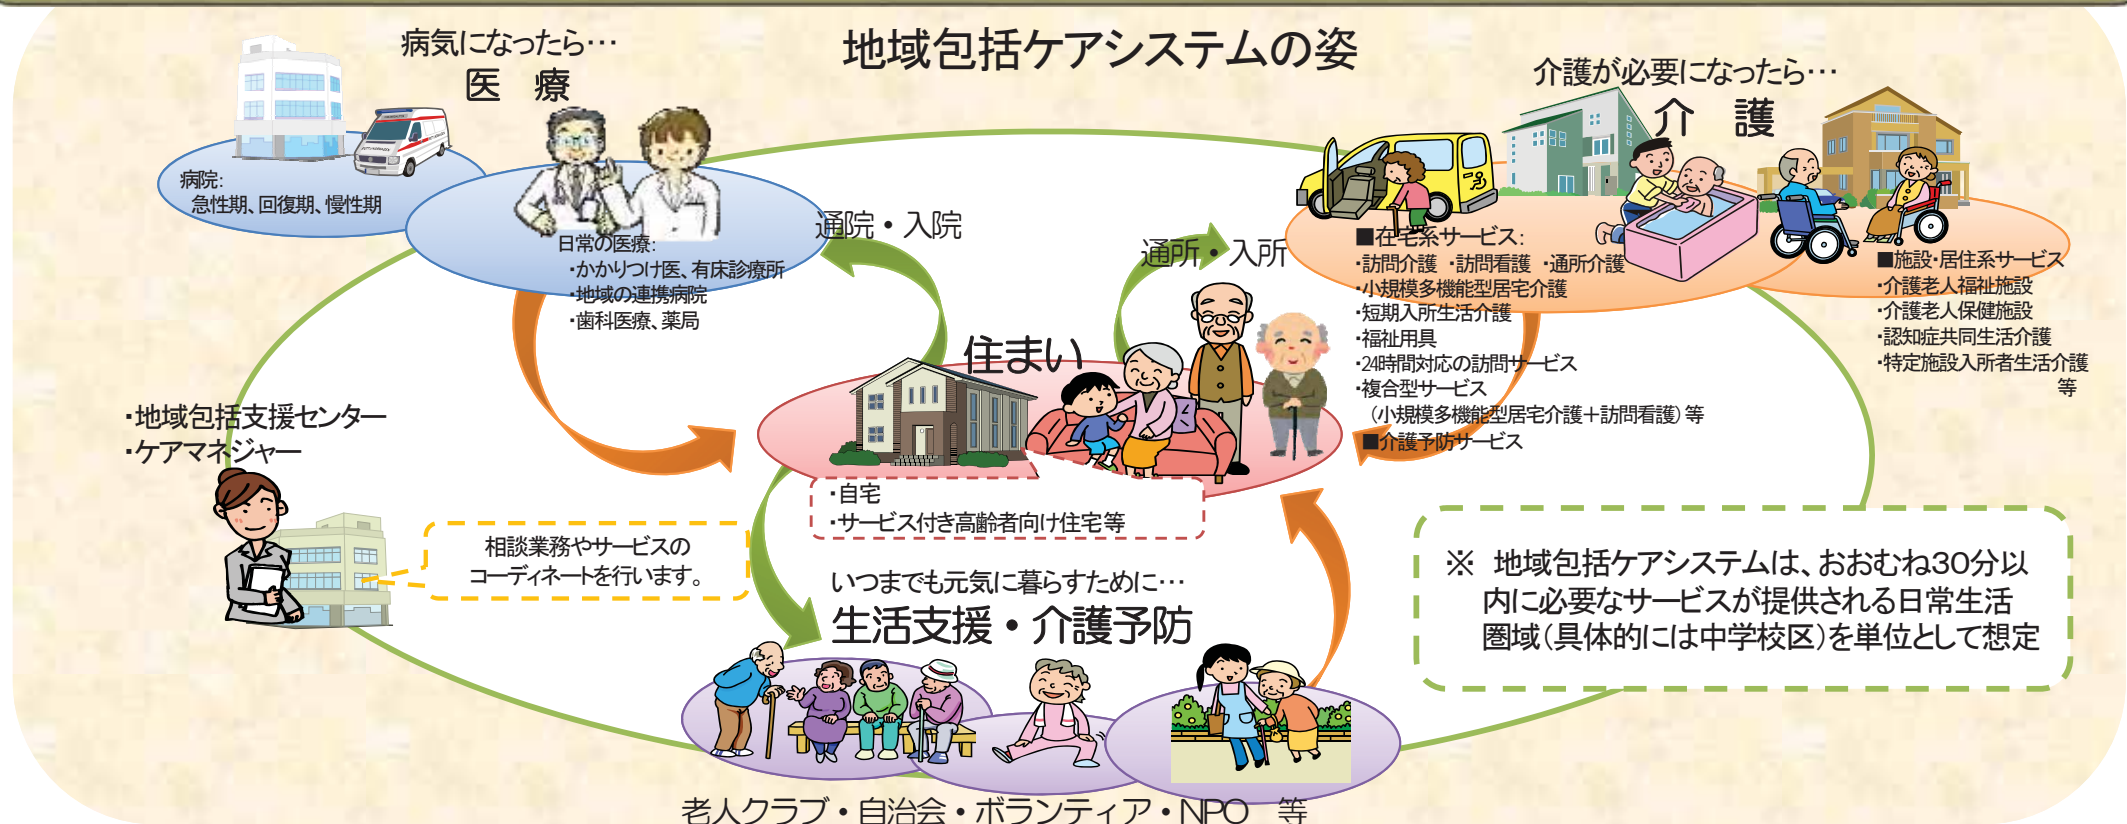 地域包括ケアシステムの姿
病気になったら…
医　療
病院:
急性期、回復期、慢性期
日常の医療:
・かかりつけ医、有床診療所
・地域の連携病院
・歯科医療、薬局
通院・入院
通所・入所
介護が必要になったら…
介　護
■在宅系サービス:
・訪問介護 ・訪問看護 ・通所介護
・小規模多機能型居宅介護
・短期入所生活介護
・福祉用具
・24時間対応の訪問サービス
・複合型サービス
（小規模多機能型居宅介護＋訪問看護）等
■介護予防サービス
■施設・居住系サービス
・介護老人福祉施設
・介護老人保健施設
・認知症共同生活介護
・特定施設入所者生活介護
等
住まい
・自宅
・サービス付き高齢者向け住宅等
・地域包括支援センター
・ケアマネジャー
相談業務やサービスの
コーディネートを行います。
いつまでも元気に暮らすために…
生活支援・介護予防
老人クラブ・自治会・ボランティア・NPO　等
※ 地域包括ケアシステムは、おおむね30分以
内に必要なサービスが提供される日常生活
圏域（具体的には中学校区）を単位として想定